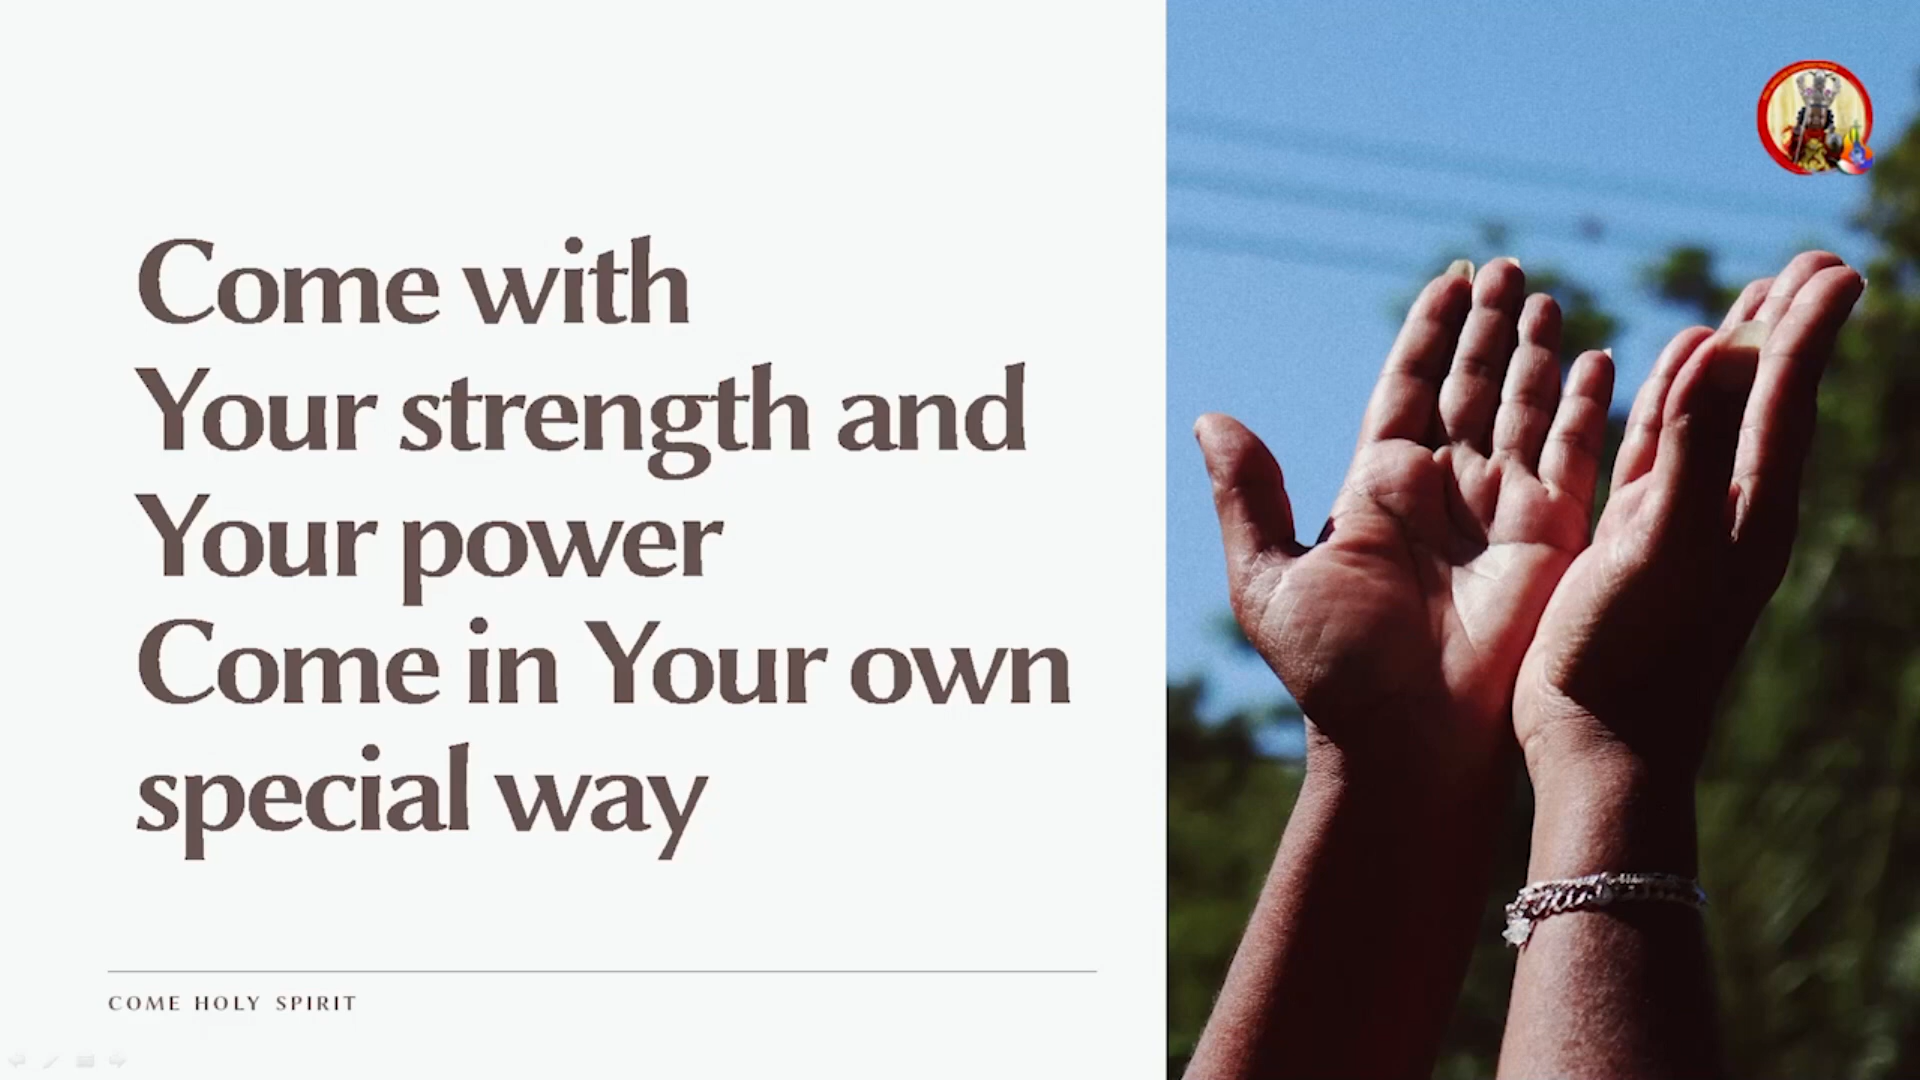 Come with
Your strength and
Your power
Come in Your own
special way
COME HOLY SPIRIT